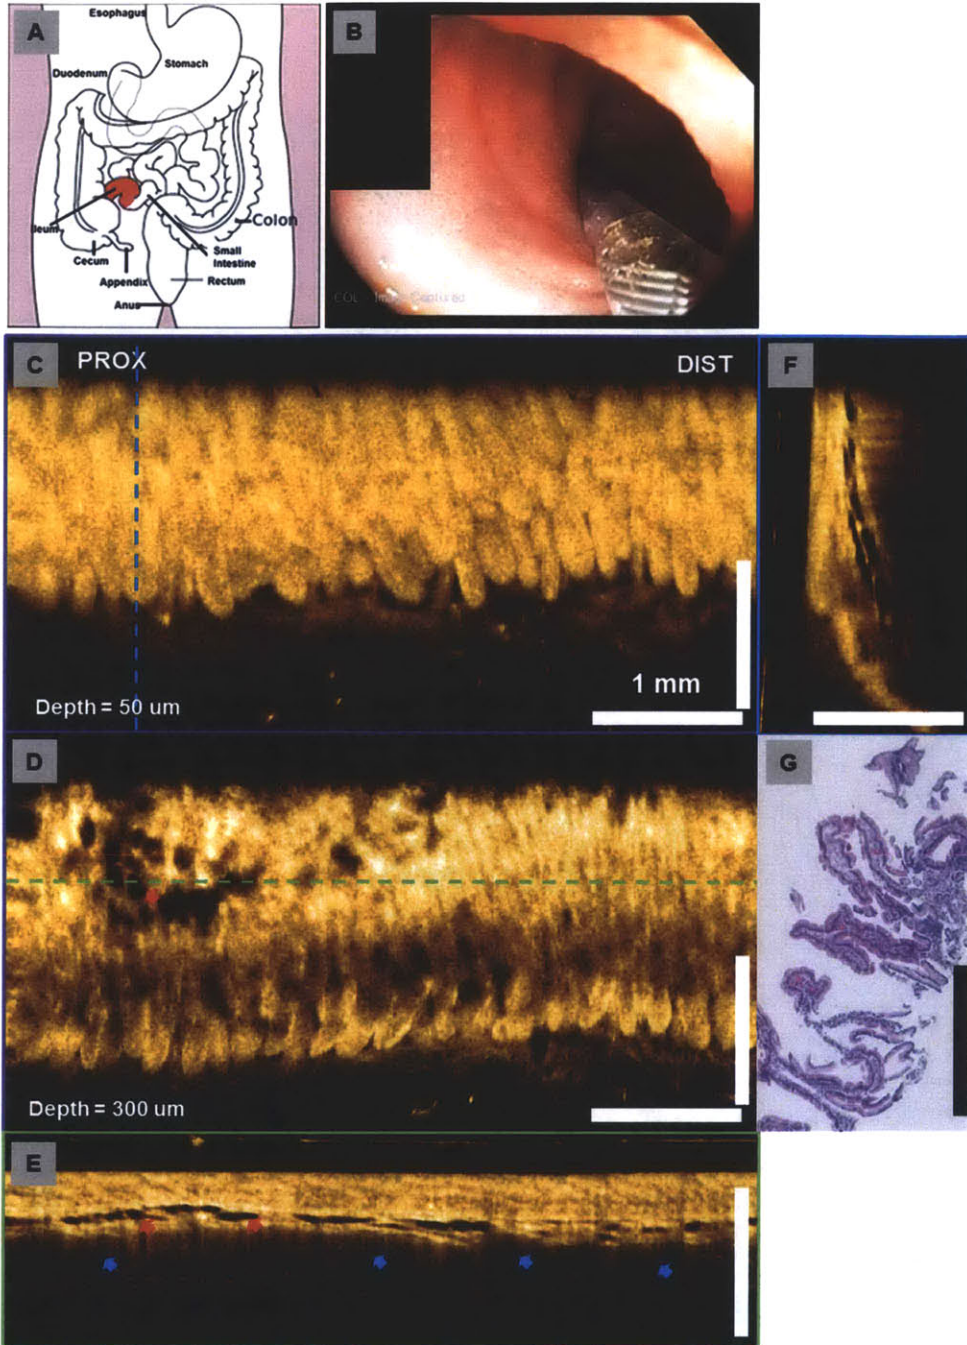 A
Esophagus
Stomach
Duodenum
Ileum
Colon
Cecum
Small
Intestine
Appendix
Rectum
Anus
B
C
PROX
DIST
1 mm
Depth = 50 um
F
D
Depth = 300 um
G
E